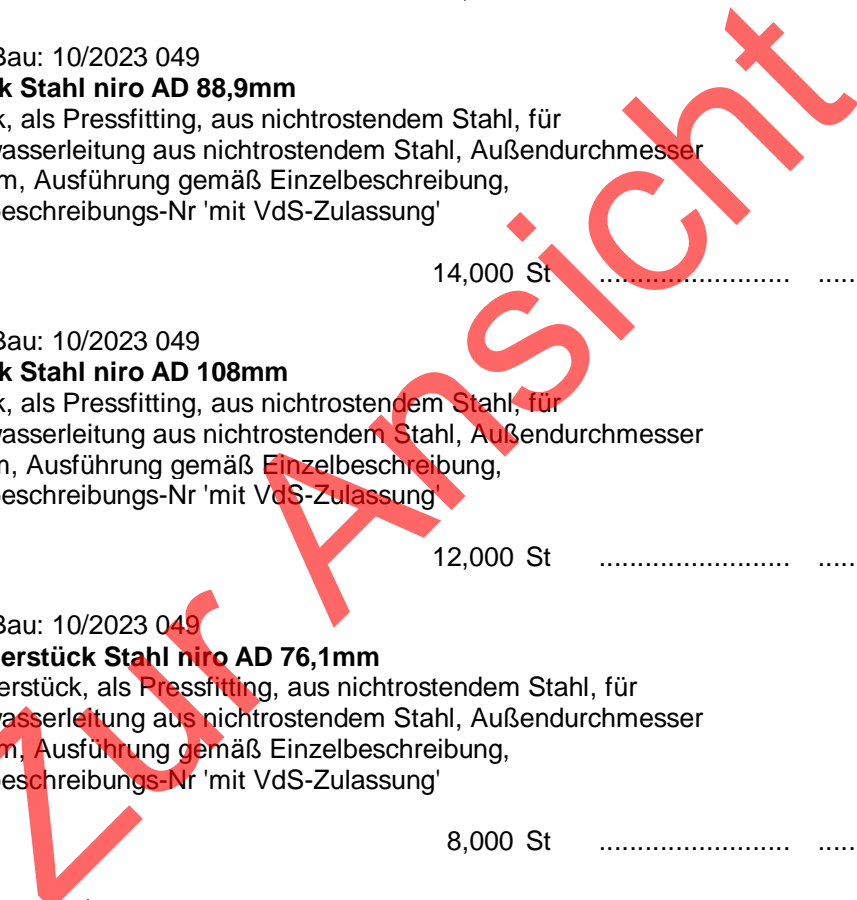 Bau: 10/2023 049
k Stahl niro AD 88,9mm
k, als Pressfitting, aus nichtrostendem Stahl, für
wasserleitung aus nichtrostendem Stahl, Außendurchmesser
m, Ausführung gemäß Einzelbeschreibung,
beschreibungs-Nr 'mit VdS-Zulassung'
14,000 St ......................... .....
Bau: 10/2023 049
k Stahl niro AD 108mm
k, als Pressfitting, aus nichtrostendem Stahl, für
wasserleitung aus nichtrostendem Stahl, Außendurchmesser
m, Ausführung gemäß Einzelbeschreibung,
beschreibungs-Nr 'mit VdS-Zulassung'
12,000 St ......................... .....
Bau: 10/2023 049
erstück Stahl niro AD 76,1mm
erstück, als Pressfitting, aus nichtrostendem Stahl, für
wasserleitung aus nichtrostendem Stahl, Außendurchmesser
m, Ausführung gemäß Einzelbeschreibung,
beschreibungs-Nr 'mit VdS-Zulassung'
8,000 St ......................... .....
Zur Ansicht